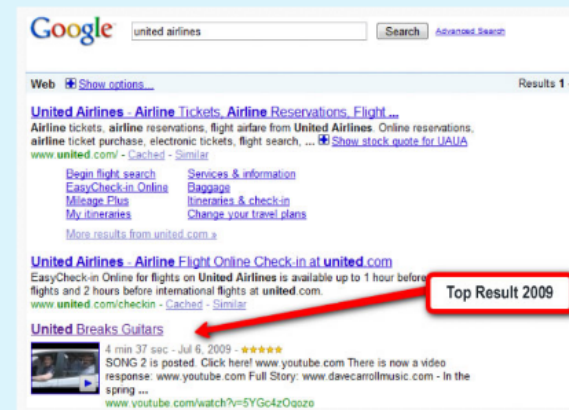 Google united airlines Search Advanced Search
Web Show options... Results 1
United Airlines - Airline Tickets, Airline Reservations, Flight ...
Airline tickets, airline reservations, flight airfare from United Airlines. Online reservations,
airline ticket purchase, electronic tickets, flight search, ... Show stock quote for UAUA
www.united.com/ - Cached - Similar
Begin flight search Services & information
EasyCheck-in Online Baggage
Mileage Plus Itineraries & check-in
My itineraries Change your travel plans
More results from united.com »
United Airlines - Airline Flight Online Check-in at united.com
EasyCheck-in Online for flights on United Airlines is available up to 1 hour before
flights and 2 hours before international flights at united.com.
www.united.com/checkin - Cached - Similar
Top Result 2009
United Breaks Guitars
4 min 37 sec - Jul 6, 2009 -
SONG 2 is posted. Click here! www.youtube.com There is now a video
response: www.youtube.com Full Story: www.davecarrollmusic.com - In the
spring ...
www.youtube.com/watch?v=5YGc4zOqozo